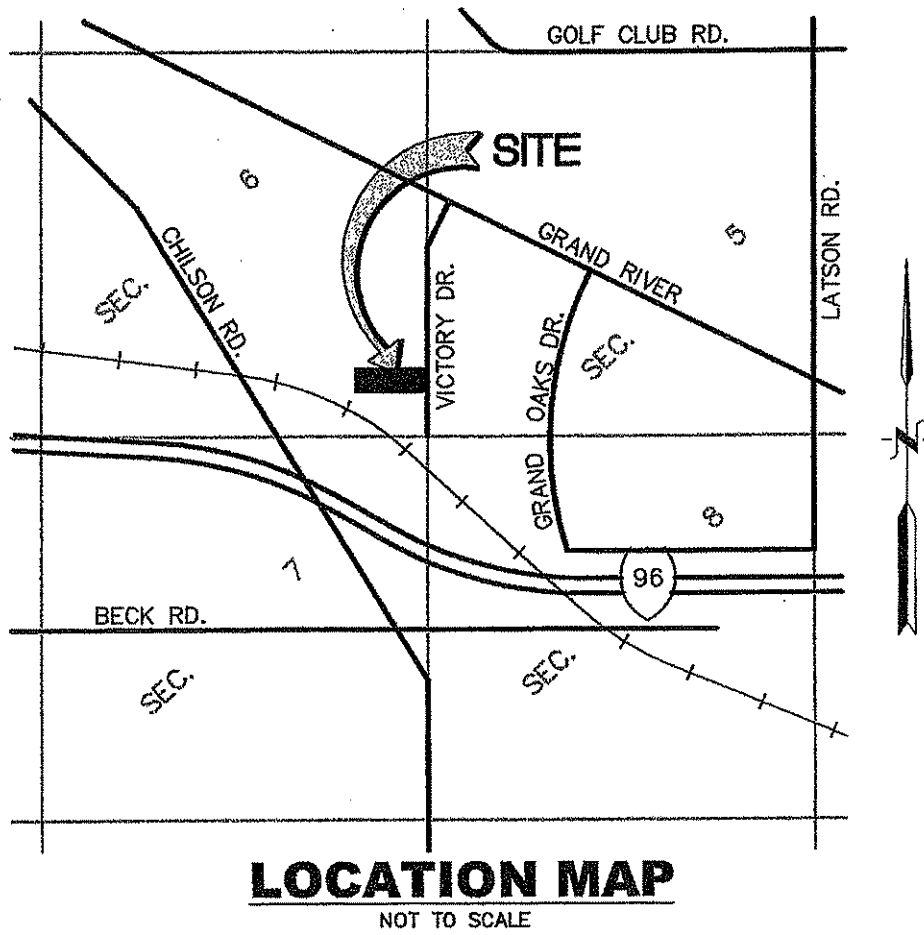 GOLF CLUB RD.
SITE
SEC. 6
CHILSON RD.
VICTORY DR.
GRAND RIVER
SEC. 5
LATSON RD.
GRAND OAKS DR.
N
SEC. 7
SEC. 8
96
BECK RD.
LOCATION MAP
NOT TO SCALE